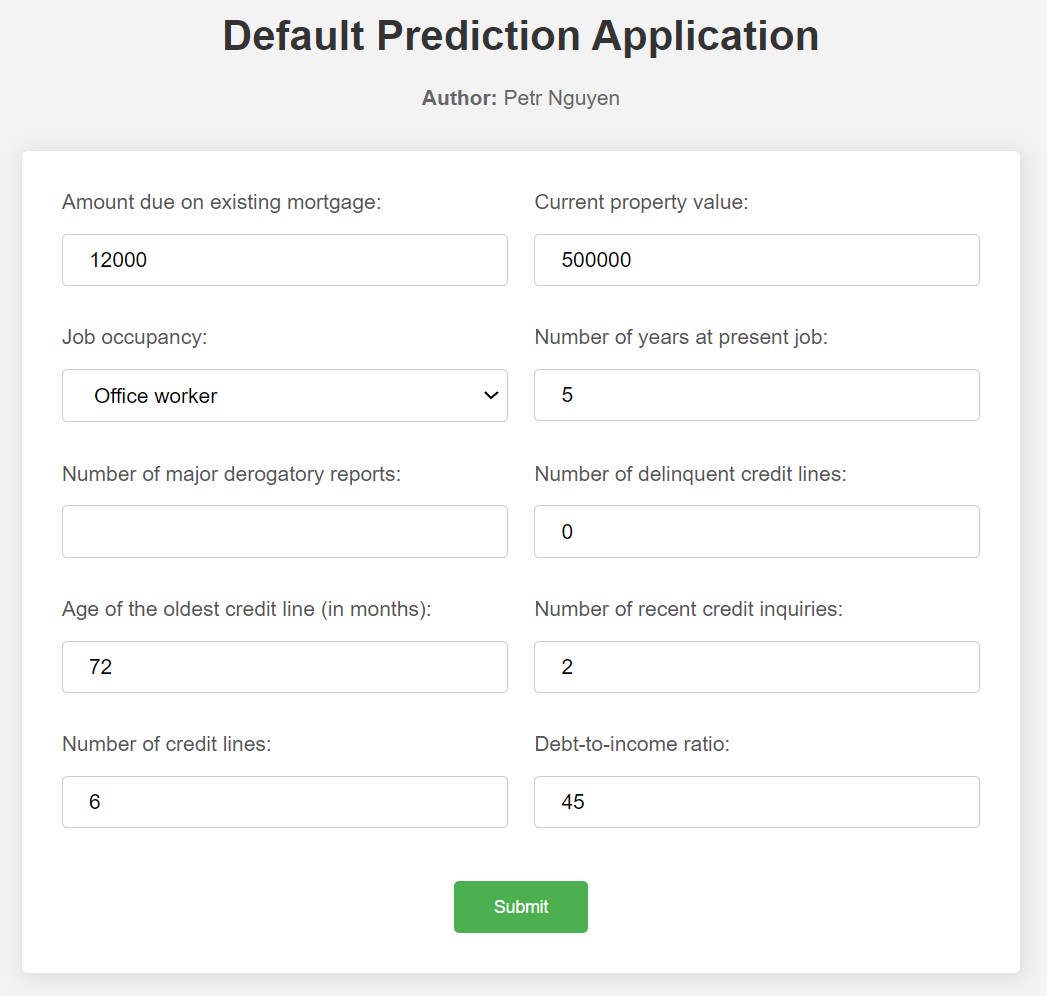 Default Prediction Application
Author: Petr Nguyen
Amount due on existing mortgage:
Current property value:
12000
500000
Job occupancy:
Number of years at present job:
Office worker
5
Number of major derogatory reports:
Number of delinquent credit lines:
0
Age of the oldest credit line (in months):
Number of recent credit inquiries:
72
2
Number of credit lines:
Debt-to-income ratio:
6
45
Submit